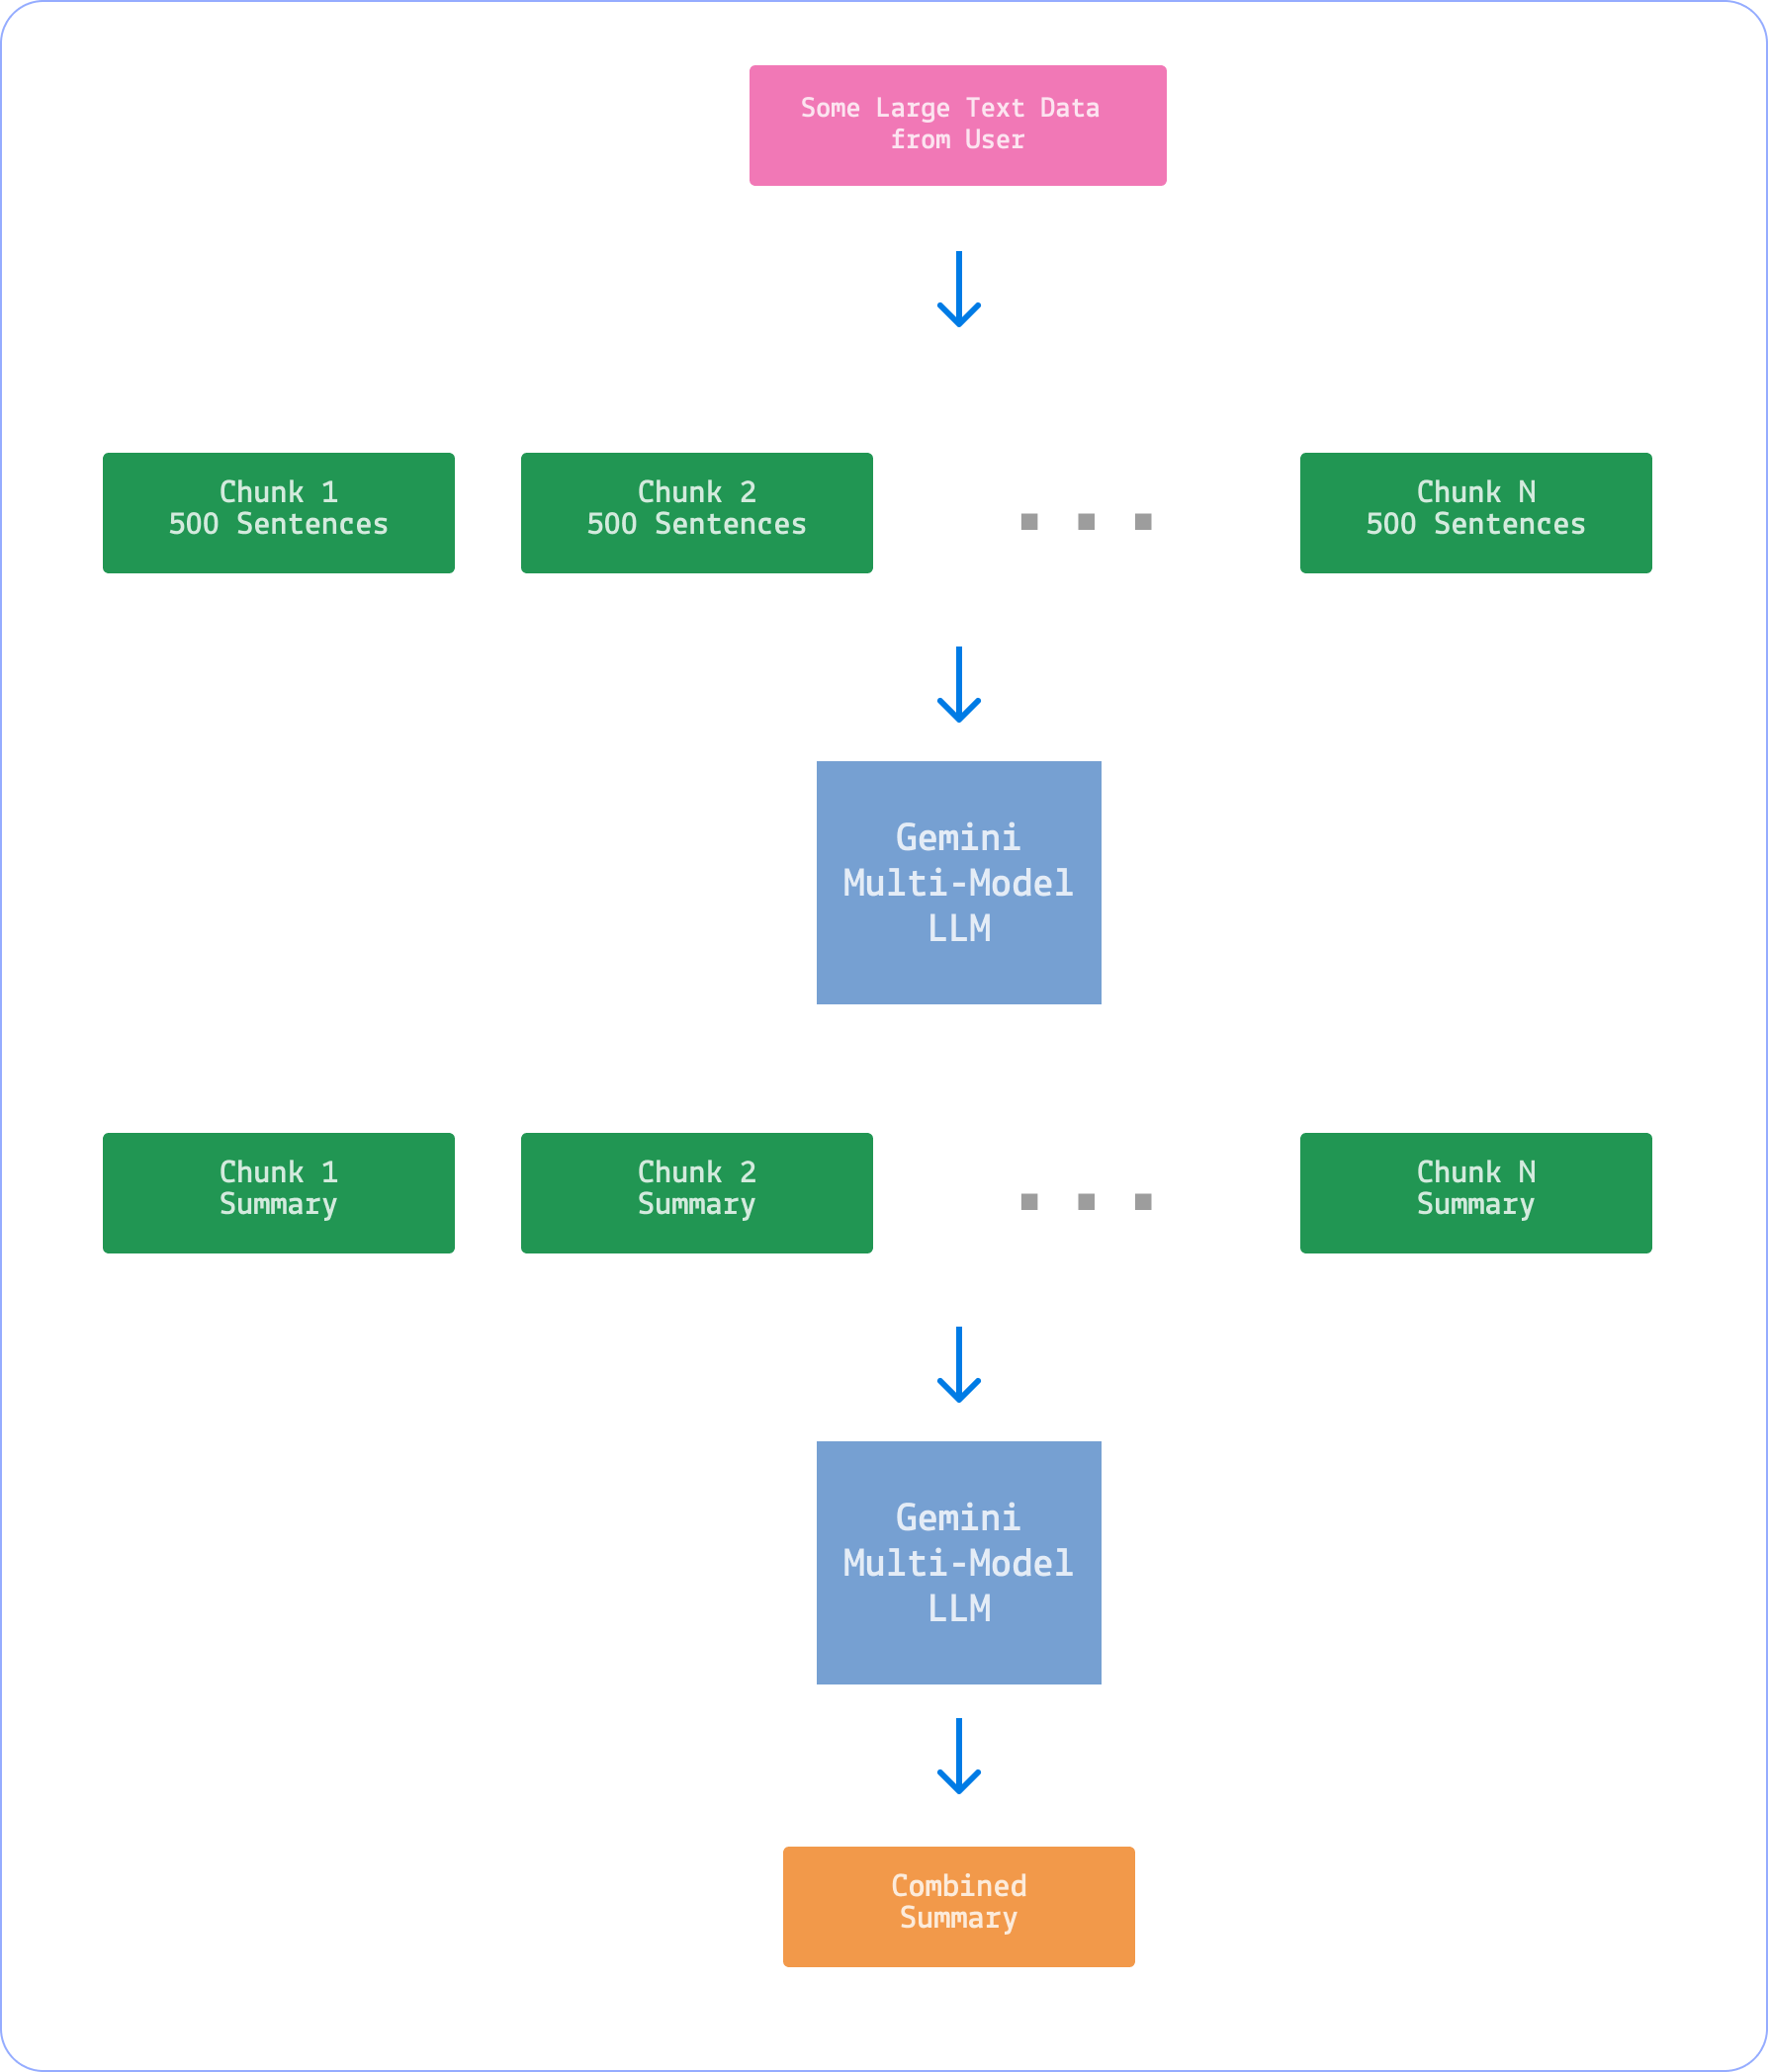 Some Large Text Data
from User
Chunk 1
500 Sentences
Chunk 2
500 Sentences
Chunk N
500 Sentences
Gemini
Multi-Model
LLM
Chunk 1
Summary
Chunk 2
Summary
Chunk N
Summary
Gemini
Multi-Model
LLM
Combined
Summary